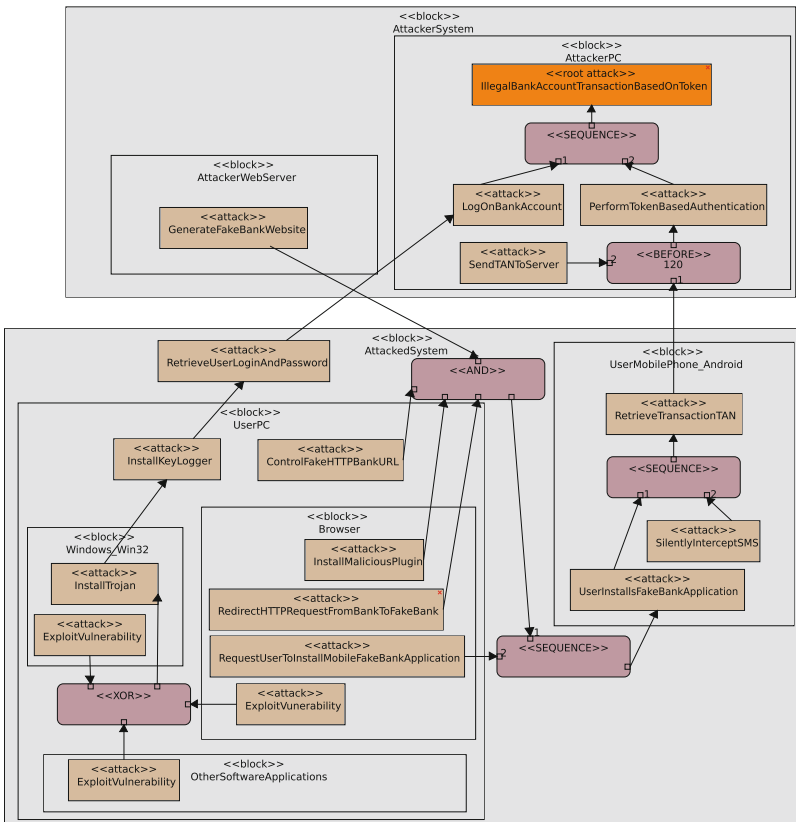 <<block>>
AttackerSystem
<<block>>
AttackerPC
<<root attack>>
IllegalBankAccountTransactionBasedOnToken
<<SEQUENCE>>
1
2
<<block>>
AttackerWebServer
<<attack>>
GenerateFakeBankWebsite
<<attack>>
LogOnBankAccount
<<attack>>
PerformTokenBasedAuthentication
<<attack>>
SendTANToServer
2
<<BEFORE>>
120
1
<<block>>
AttackedSystem
<<attack>>
RetrieveUserLoginAndPassword
<<AND>>
<<block>>
UserMobilePhone_Android
<<attack>>
RetrieveTransactionTAN
<<block>>
UserPC
<<attack>>
InstallKeyLogger
<<attack>>
ControlFakeHTTPBankURL
<<SEQUENCE>>
1
2
<<block>>
Browser
<<attack>>
InstallMaliciousPlugin
<<attack>>
SilentlyInterceptSMS
<<block>>
Windows_Win32
<<attack>>
InstallTrojan
<<attack>>
RedirectHTTPRequestFromBankToFakeBank
<<attack>>
UserInstallsFakeBankApplication
<<attack>>
ExploitVulnerability
<<attack>>
RequestUserToInstallMobileFakeBankApplication
1
2
<<SEQUENCE>>
<<XOR>>
<<attack>>
ExploitVunerability
<<block>>
OtherSoftwareApplications
<<attack>>
ExploitVulnerability